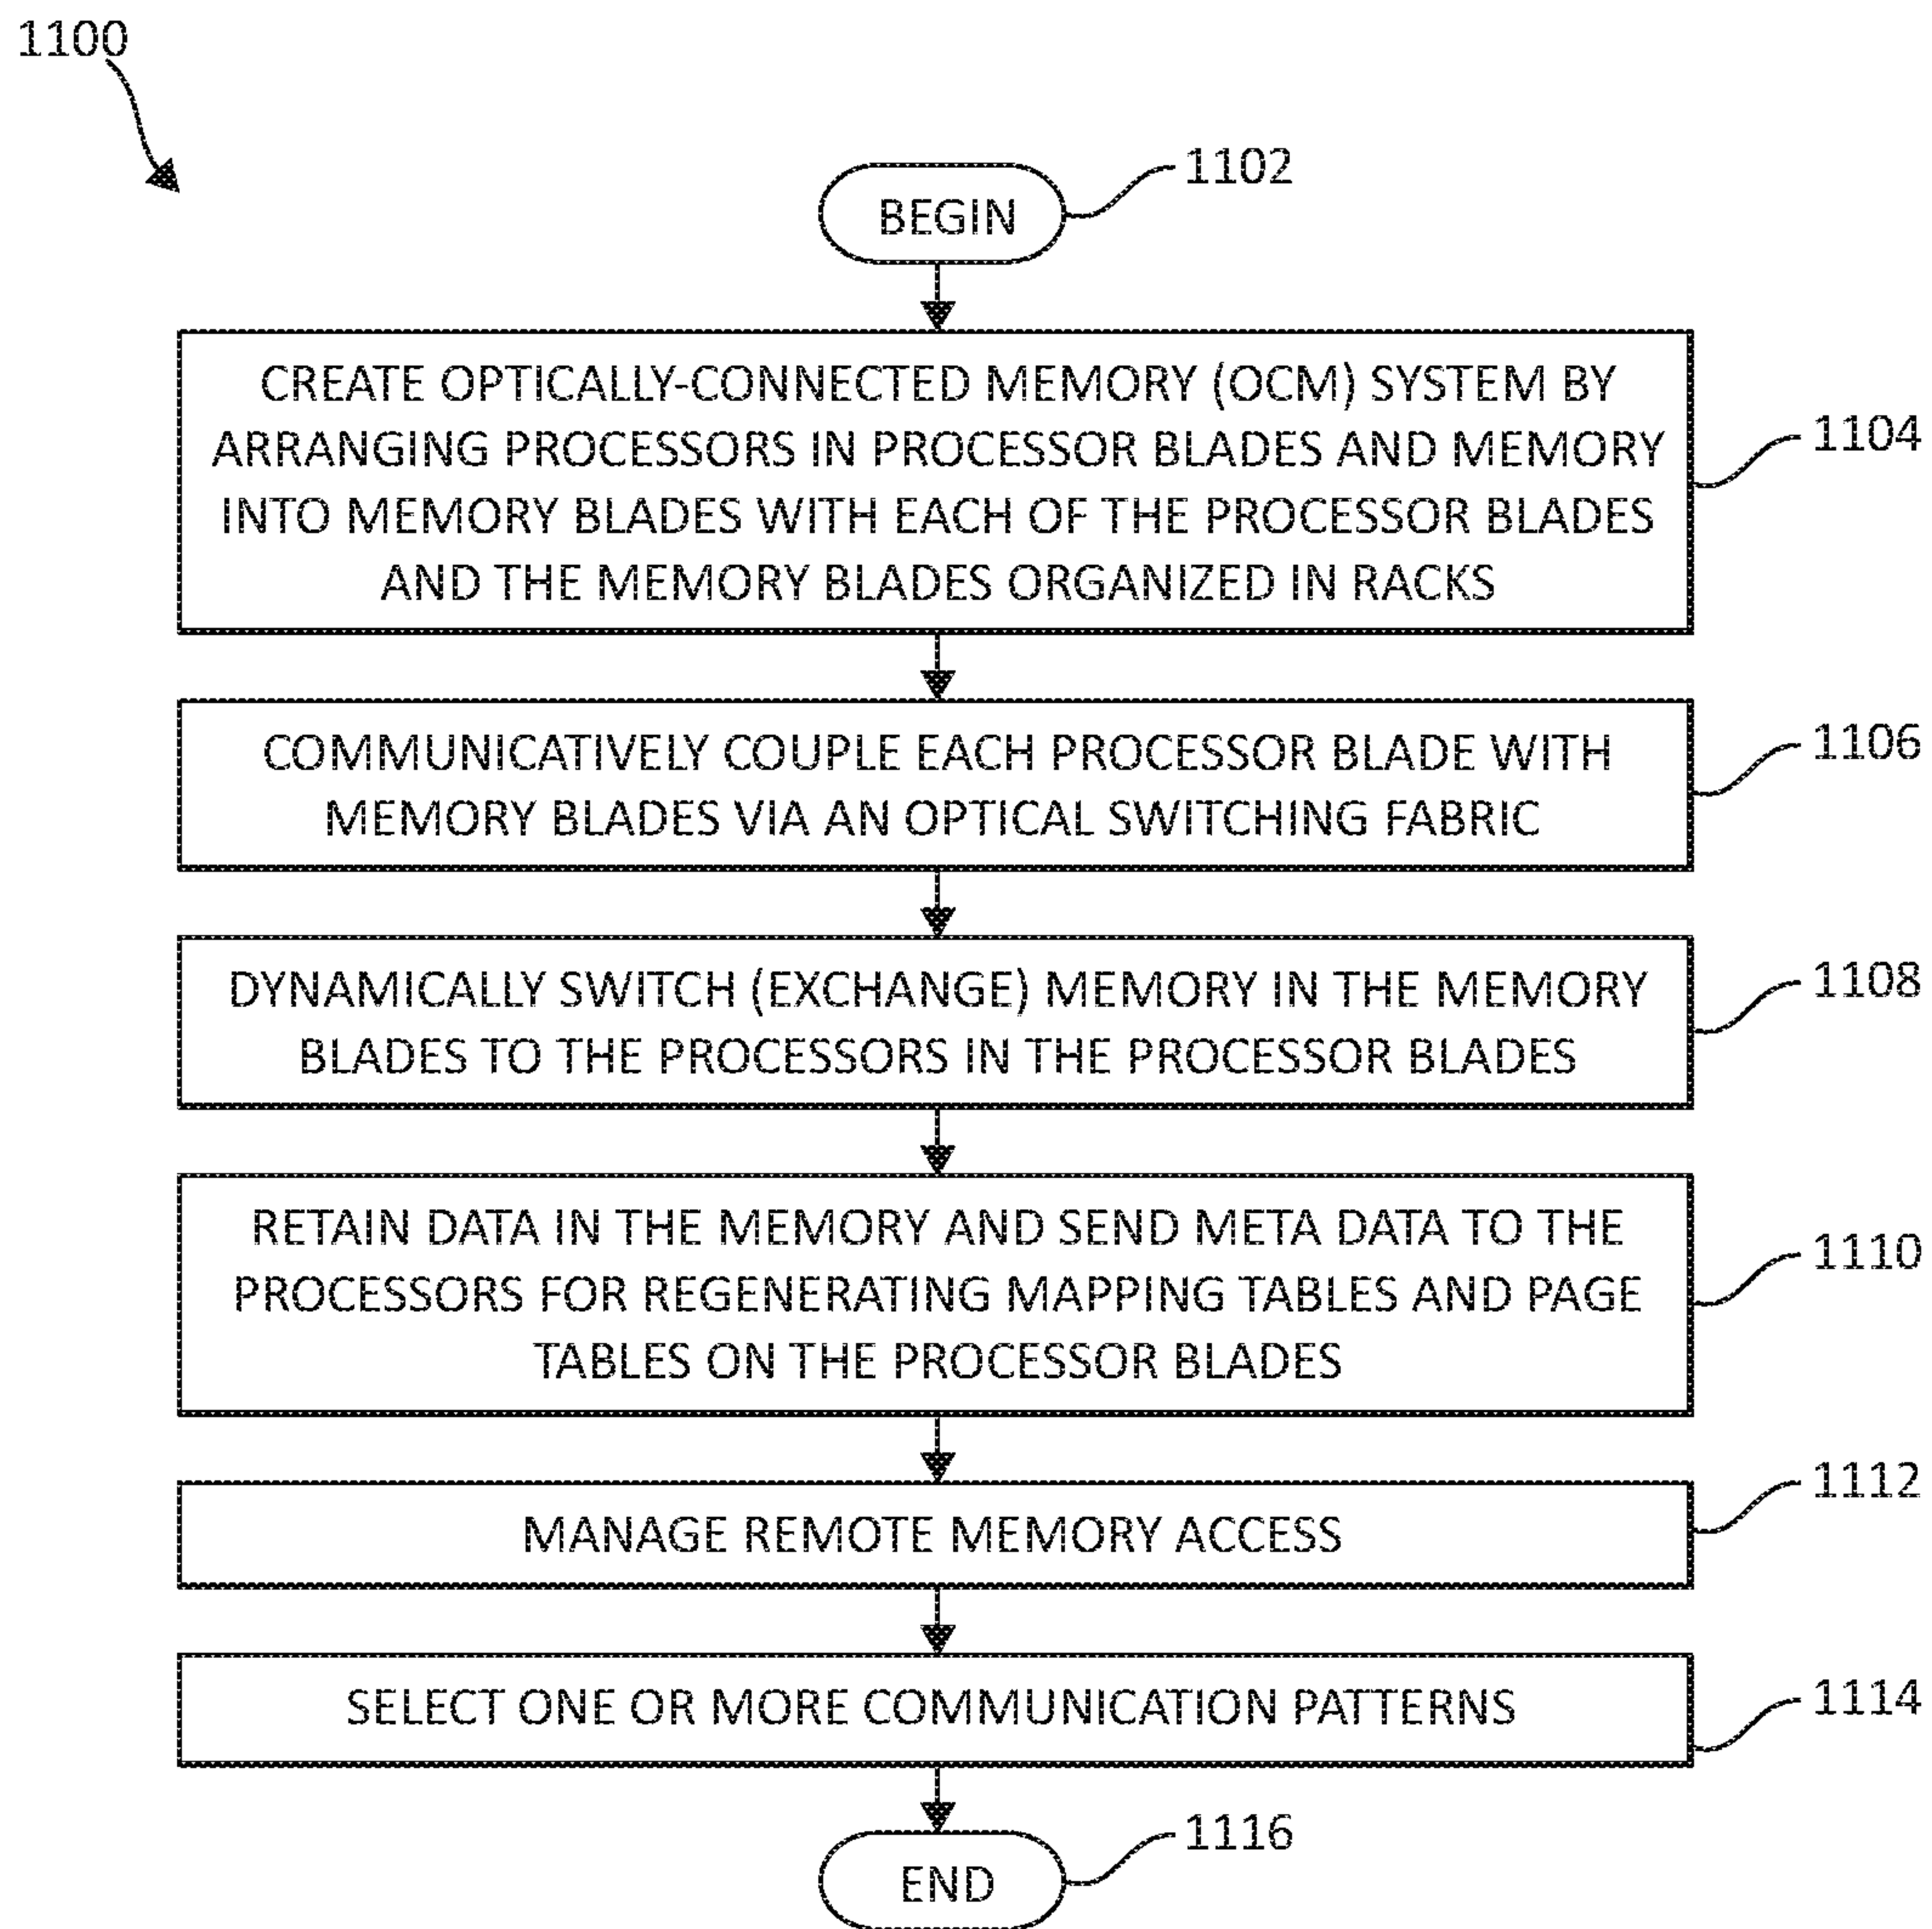 1100
1102
BEGIN
CREATE OPTICALLY-CONNECTED MEMORY (OCM) SYSTEM BY
ARRANGING PROCESSORS IN PROCESSOR BLADES AND MEMORY
INTO MEMORY BLADES WITH EACH OF THE PROCESSOR BLADES
AND THE MEMORY BLADES ORGANIZED IN RACKS
1104
COMMUNICATIVELY COUPLE EACH PROCESSOR BLADE WITH
MEMORY BLADES VIA AN OPTICAL SWITCHING FABRIC
1106
DYNAMICALLY SWITCH (EXCHANGE) MEMORY IN THE MEMORY
BLADES TO THE PROCESSORS IN THE PROCESSOR BLADES
1108
RETAIN DATA IN THE MEMORY AND SEND META DATA TO THE
PROCESSORS FOR REGENERATING MAPPING TABLES AND PAGE
TABLES ON THE PROCESSOR BLADES
1110
MANAGE REMOTE MEMORY ACCESS
1112
SELECT ONE OR MORE COMMUNICATION PATTERNS
1114
1116
END